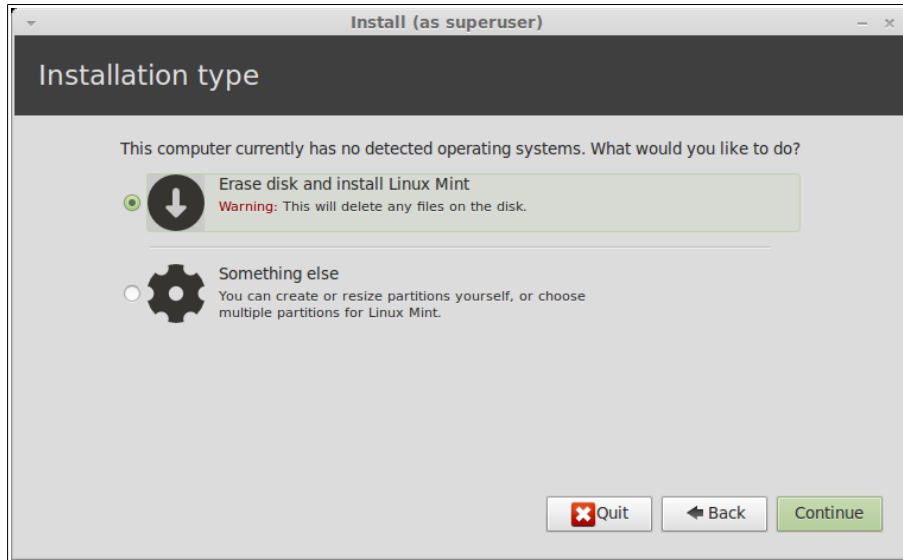 Install (as superuser)
Installation type
This computer currently has no detected operating systems. What would you like to do?
Erase disk and install Linux Mint
Warning: This will delete any files on the disk.
Something else
You can create or resize partitions yourself, or choose
multiple partitions for Linux Mint.
Quit
Back
Continue